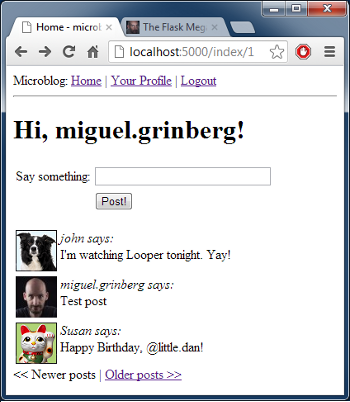 Home - microb
The Flask Mega
localhost:5000/index/1
Microblog: Home | Your Profile | Logout
Hi, miguel.grinberg!
Say something:
Post!
john says:
I'm watching Looper tonight. Yay!
miguel.grinberg says:
Test post
Susan says:
Happy Birthday, @little.dan!
<< Newer posts | Older posts >>